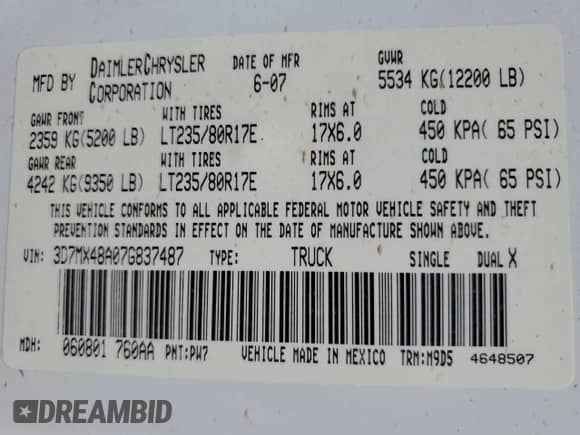 MFD BY DAIMLERCHRYSLER CORPORATION DATE OF MFR 6-07 GVWR 5534 KG(12200 LB)
GAWR FRONT WITH TIRES RIMS AT COLD
2359 KG(5200 LB) LT235/80R17E 17X6.0 450 KPA( 65 PSI)
GAWR REAR WITH TIRES RIMS AT COLD
4242 KG(9350 LB) LT235/80R17E 17X6.0 450 KPA( 65 PSI)
THIS VEHICLE CONFORMS TO ALL APPLICABLE FEDERAL MOTOR VEHICLE SAFETY AND THEFT
PREVENTION STANDARDS IN EFFECT ON THE DATE OF MANUFACTURE SHOWN ABOVE.
VIN: 3D7MX48A07G837487 TYPE: TRUCK SINGLE DUAL X
MDH: 060801 760AA PNT:PW7 VEHICLE MADE IN MEXICO TRM:M9D5 4648507
DREAMBID